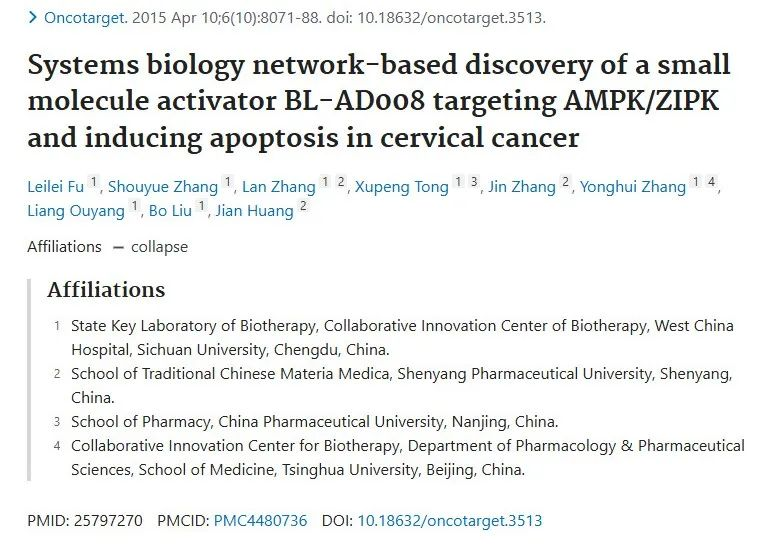 Oncotarget. 2015 Apr 10;6(10):8071-88. doi: 10.18632/oncotarget.3513.
Systems biology network-based discovery of a small
molecule activator BL-AD008 targeting AMPK/ZIPK
and inducing apoptosis in cervical cancer
Leilei Fu 1, Shouyue Zhang 1, Lan Zhang 1 2, Xupeng Tong 1 3, Jin Zhang 2, Yonghui Zhang 1 4,
Liang Ouyang 1, Bo Liu 1, Jian Huang 2
Affiliations — collapse
Affiliations
1 State Key Laboratory of Biotherapy, Collaborative Innovation Center of Biotherapy, West China
Hospital, Sichuan University, Chengdu, China.
2 School of Traditional Chinese Materia Medica, Shenyang Pharmaceutical University, Shenyang,
China.
3 School of Pharmacy, China Pharmaceutical University, Nanjing, China.
4 Collaborative Innovation Center for Biotherapy, Department of Pharmacology & Pharmaceutical
Sciences, School of Medicine, Tsinghua University, Beijing, China.
PMID: 25797270 PMCID: PMC4480736 DOI: 10.18632/oncotarget.3513